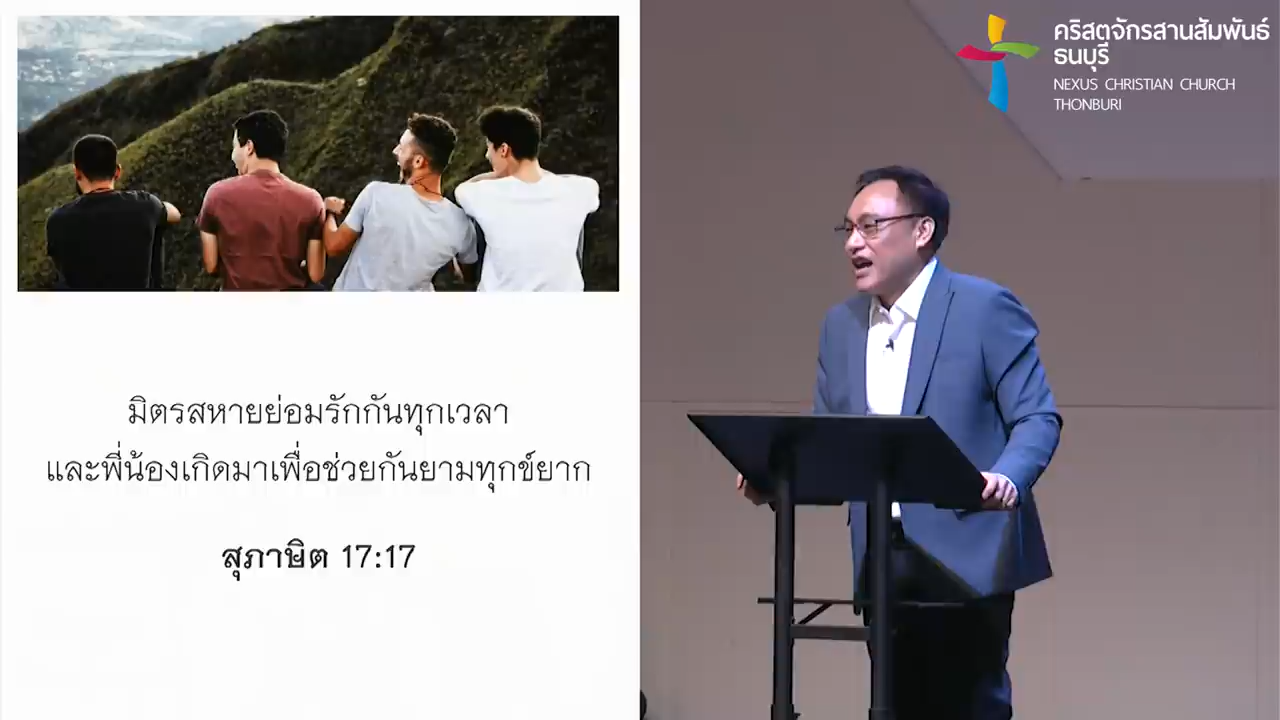 มิตรสหายย่อมรักกันทุกเวลา
และพี่น้องเกิดมาเพื่อช่วยกันยามทุกข์ยาก
สุภาษิต 17:17
คริสตจักรสานสัมพันธ์
ธนบุรี
NEXUS CHRISTIAN CHURCH
THONBURI